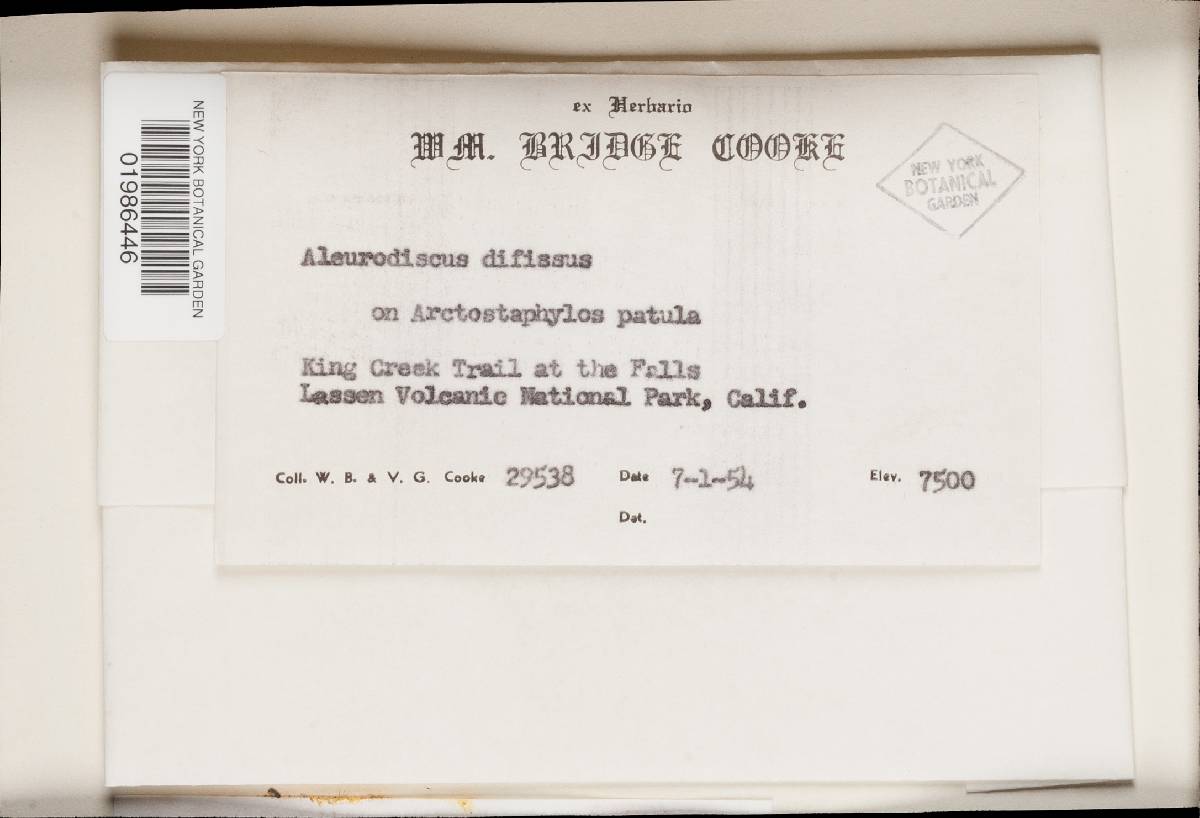 ex Herbario
WM. BRIDGE COOKE
NEW YORK
BOTANICAL
GARDEN
Aleurodiscus difissus
on Arctostaphylos patula
King Creek Trail at the Falls
Lassen Volcanic National Park, Calif.
Coll. W. B. & V. G. Cooke 29538 Date 7-1-54 Elev. 7500
Det.
NEW YORK BOTANICAL GARDEN
01986446